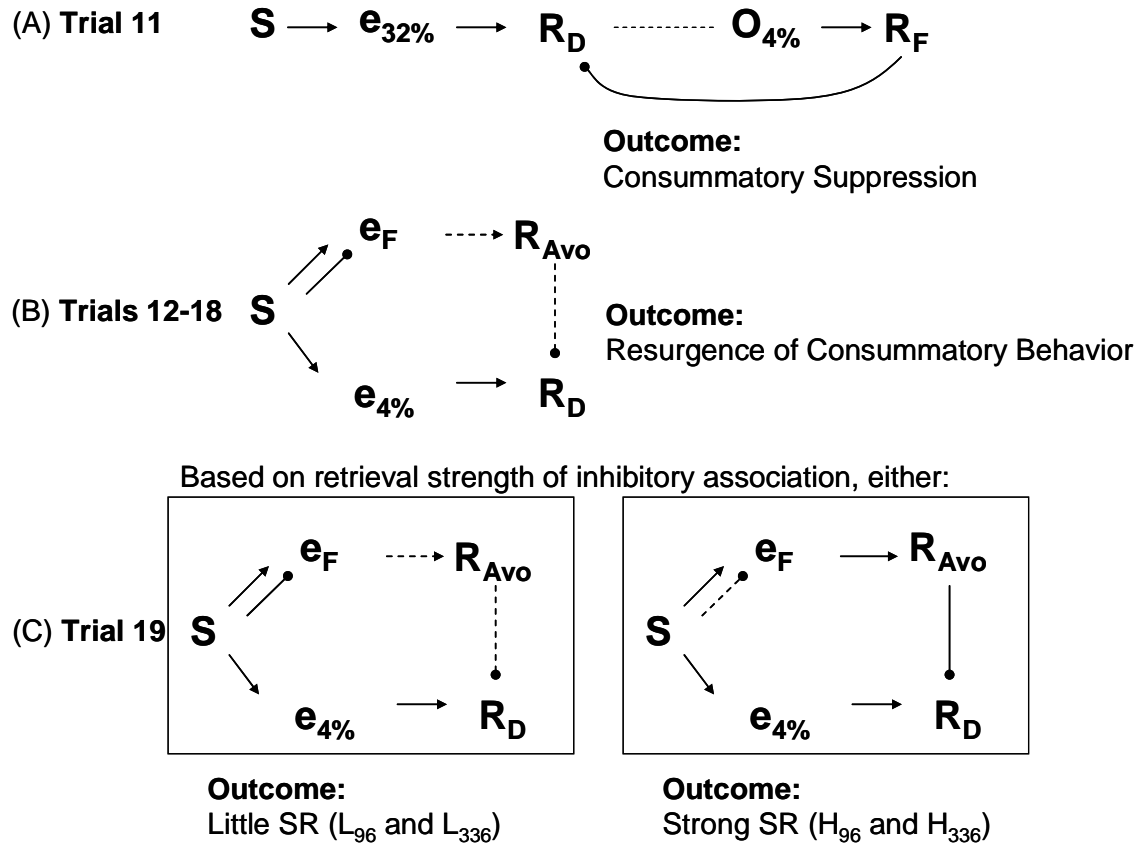 (A) Trial 11 S e32% RD O4% RF
Outcome:
Consummatory Suppression
eF RAvo
(B) Trials 12-18 S
Outcome:
Resurgence of Consummatory Behavior
e4% RD
Based on retrieval strength of inhibitory association, either:
eF RAvo
eF RAvo
(C) Trial 19 S
S
e4% RD
e4% RD
Outcome:
Little SR (L96 and L336)
Outcome:
Strong SR (H96 and H336)